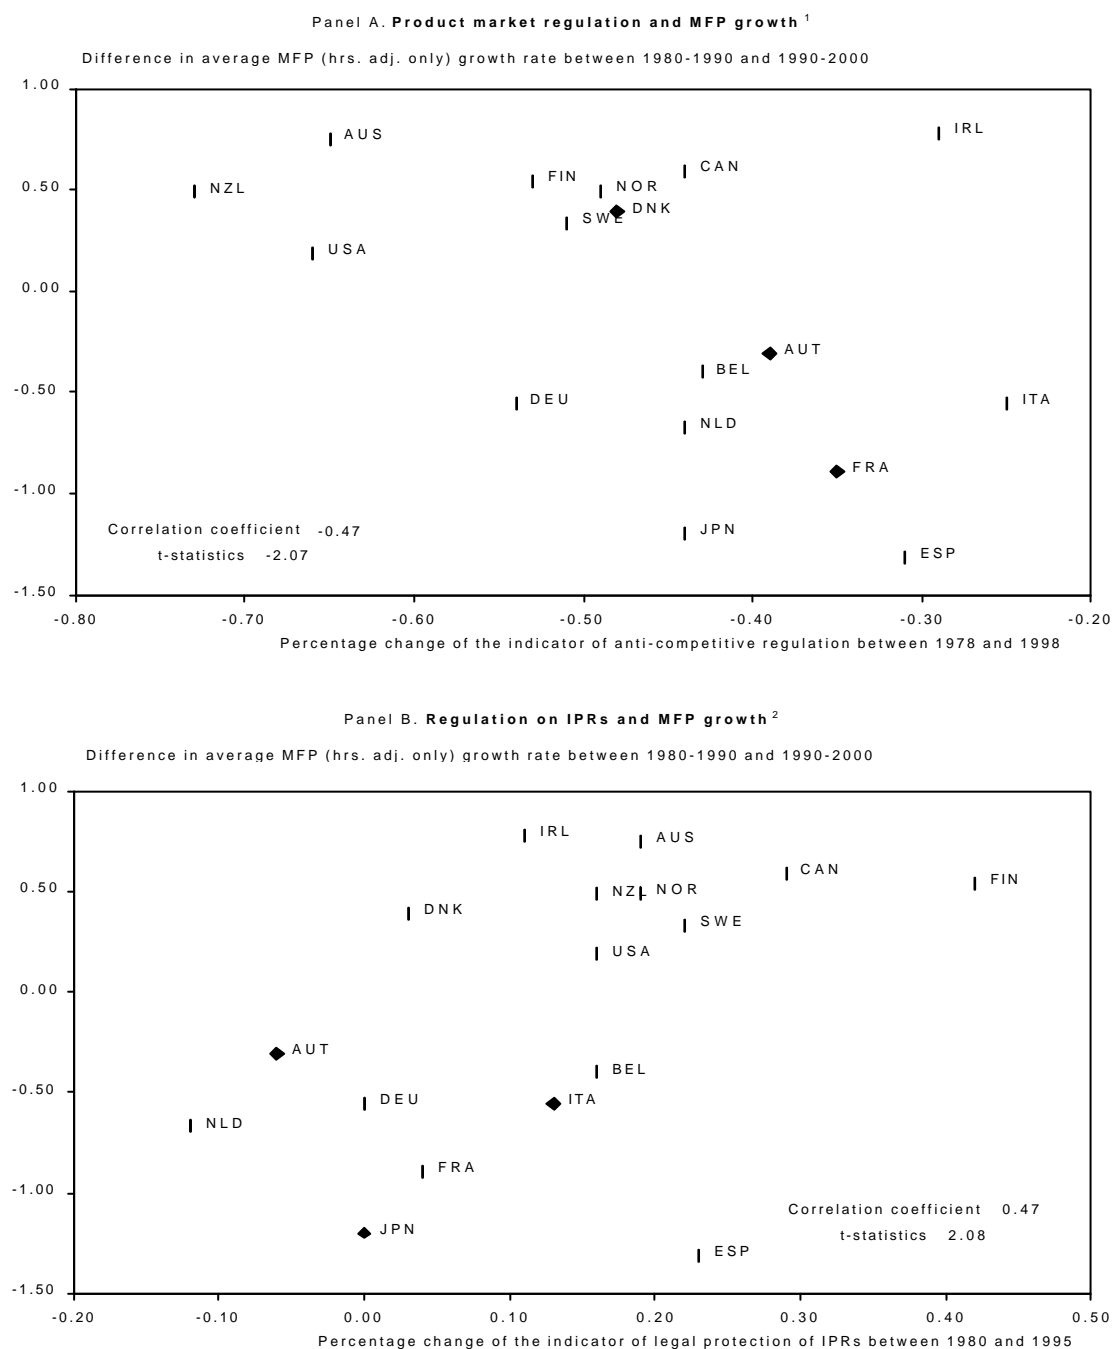 Panel A. Product market regulation and MFP growth 1
Difference in average MFP (hrs. adj. only) growth rate between 1980-1990 and 1990-2000
1.00
AUS
IRL
CAN
FIN
NZL
NOR
0.50
DNK
SWE
USA
0.00
AUT
BEL
-0.50
DEU
ITA
NLD
FRA
-1.00
Correlation coefficient -0.47
JPN
t-statistics -2.07
ESP
-1.50
-0.80 -0.70 -0.60 -0.50 -0.40 -0.30 -0.20
Percentage change of the indicator of anti-competitive regulation between 1978 and 1998
Panel B. Regulation on IPRs and MFP growth 2
Difference in average MFP (hrs. adj. only) growth rate between 1980-1990 and 1990-2000
1.00
IRL
AUS
CAN
FIN
0.50
NZL
NOR
DNK
SWE
USA
0.00
AUT
BEL
-0.50
DEU
ITA
NLD
FRA
-1.00
Correlation coefficient 0.47
JPN
t-statistics 2.08
ESP
-1.50
-0.20 -0.10 0.00 0.10 0.20 0.30 0.40 0.50
Percentage change of the indicator of legal protection of IPRs between 1980 and 1995